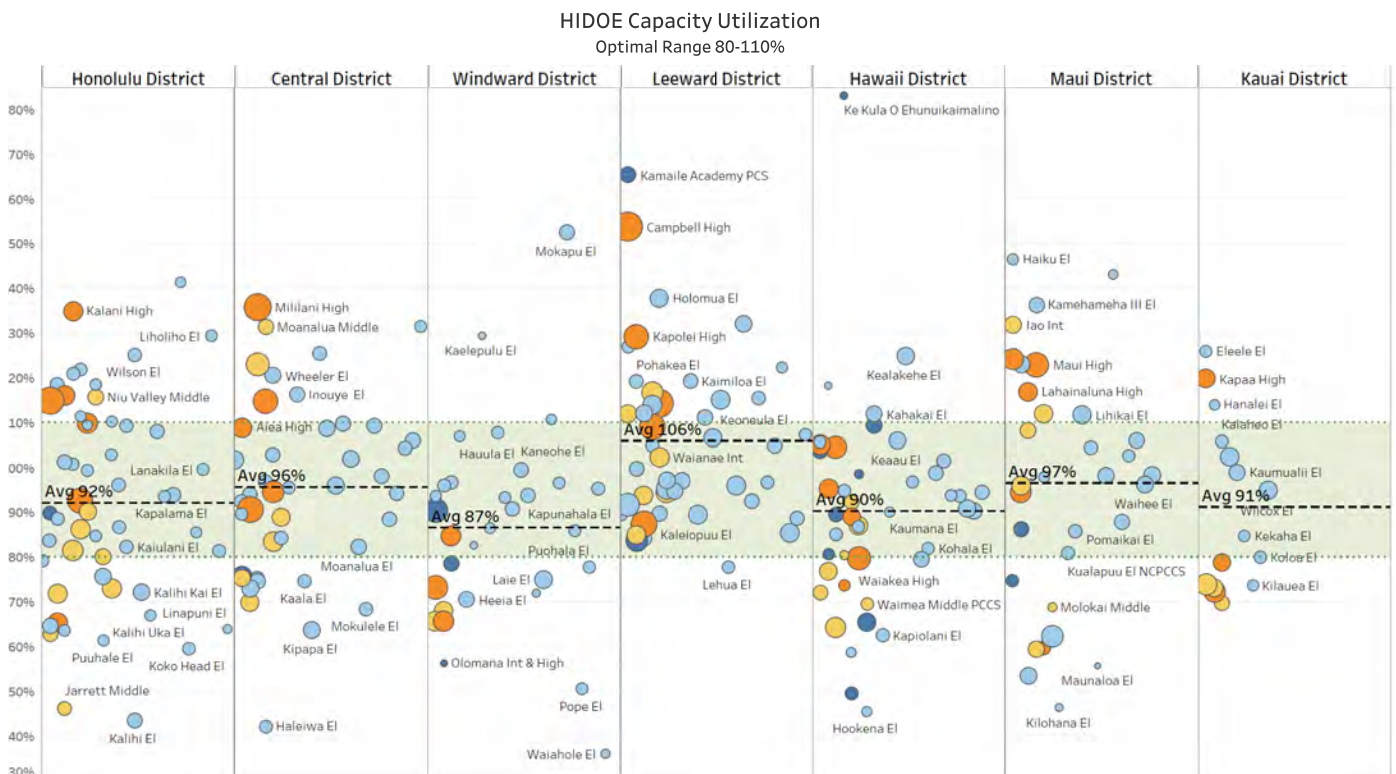 HIDOE Capacity Utilization
Optimal Range 80-110%
Honolulu District
Central District
Windward District
Leeward District
Hawaii District
Maui District
Kauai District
80%
70%
60%
50%
40%
30%
20%
10%
00%
90%
80%
70%
60%
50%
40%
30%
Kalani High
Liholiho El
Wilson El
Niu Valley Middle
Lanakila El
Avg 92%
Kapalama El
Kaiulani El
Kalihi Kai El
Linapuni El
Kalihi Uka El
Puuhale El
Koko Head El
Jarrett Middle
Kalihi El
Mililani High
Moanalua Middle
Wheeler El
Inouye El
Aiea High
Avg 96%
Moanalua El
Kaala El
Mokulele El
Kipapa El
Haleiwa El
Mokapu El
Kaelepulu El
Hauula El
Kaneohe El
Avg 87%
Kapunahala El
Puohala El
Laie El
Heeia El
Olomana Int & High
Pope El
Waiahole El
Kamaile Academy PCS
Campbell High
Holomua El
Kapolei High
Pohakea El
Kaimiloa El
Keoneula El
Avg 106%
Waianae Int
Kaleiopuu El
Lehua El
Ke Kula O Ehunuikaimalino
Kealakehe El
Kahakai El
Keaau El
Avg 90%
Kaumana El
Kohala El
Waiakea High
Waimea Middle PCCS
Kapiolani El
Hookena El
Haiku El
Kamehameha III El
Iao Int
Maui High
Lahainaluna High
Lihikai El
Avg 97%
Waihee El
Pomaikai El
Kualapuu El NCPCCS
Molokai Middle
Maunaloa El
Kilohana El
Eleele El
Kapaa High
Hanalei El
Kalaheo El
Kaumualii El
Avg 91%
Wilcox El
Kekaha El
Koloa El
Kilauea El